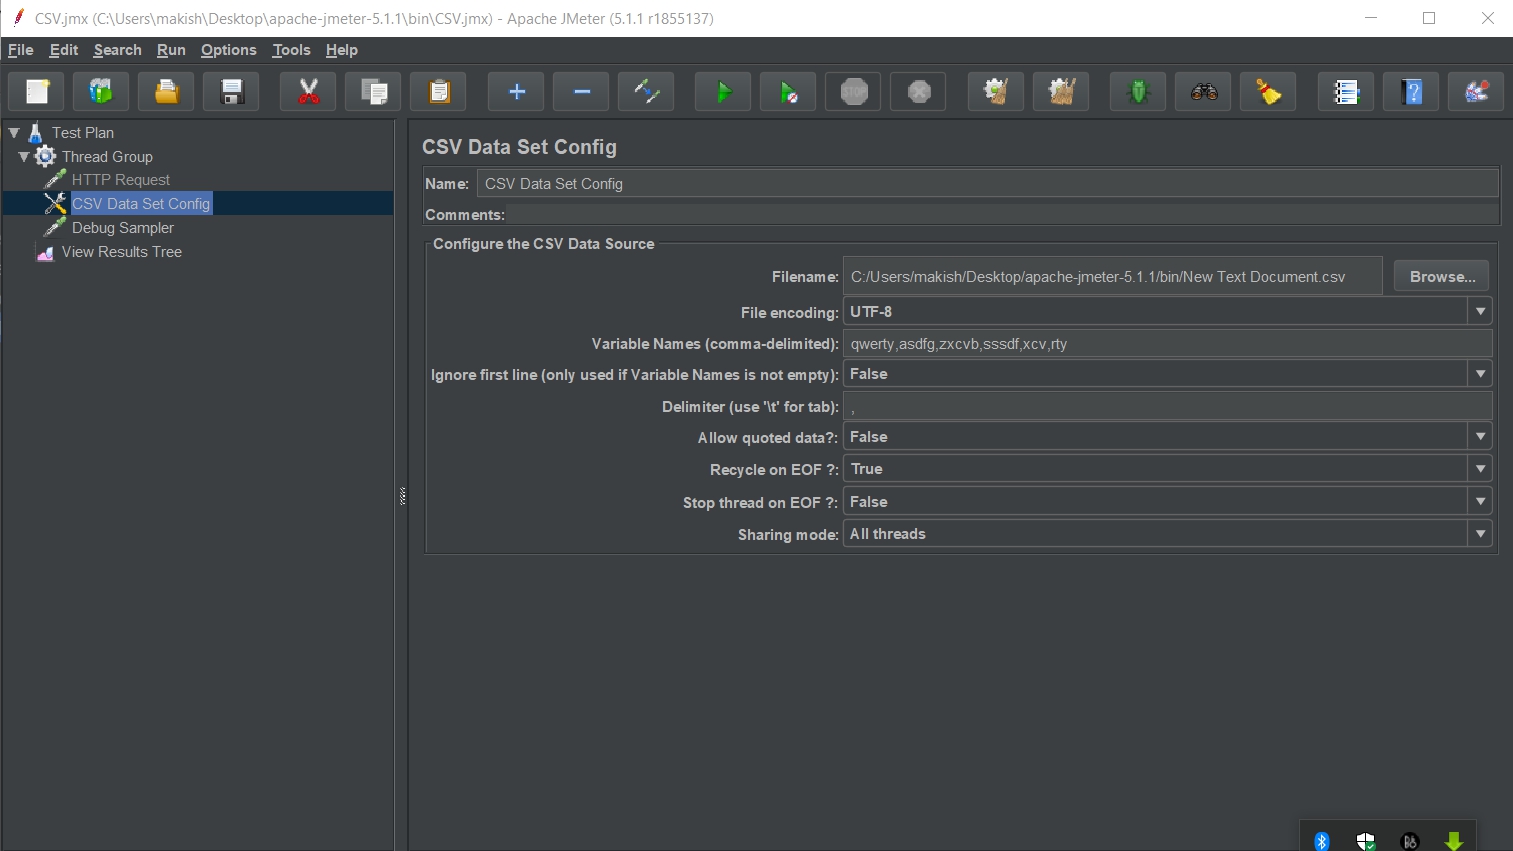 CSV.jmx (C:\Users\makish\Desktop\apache-jmeter-5.1.1\bin\CSV.jmx) - Apache JMeter (5.1.1 r1855137)
File Edit Search Run Options Tools Help
STOP
Test Plan
Thread Group
HTTP Request
CSV Data Set Config
Debug Sampler
View Results Tree
CSV Data Set Config
Name: CSV Data Set Config
Comments:
Configure the CSV Data Source
Filename: C:/Users/makish/Desktop/apache-jmeter-5.1.1/bin/New Text Document.csv Browse...
File encoding: UTF-8
Variable Names (comma-delimited): qwerty,asdfg,zxcvb,sssdf,xcv,rty
Ignore first line (only used if Variable Names is not empty): False
Delimiter (use '\t' for tab): ,
Allow quoted data?: False
Recycle on EOF ?: True
Stop thread on EOF ?: False
Sharing mode: All threads